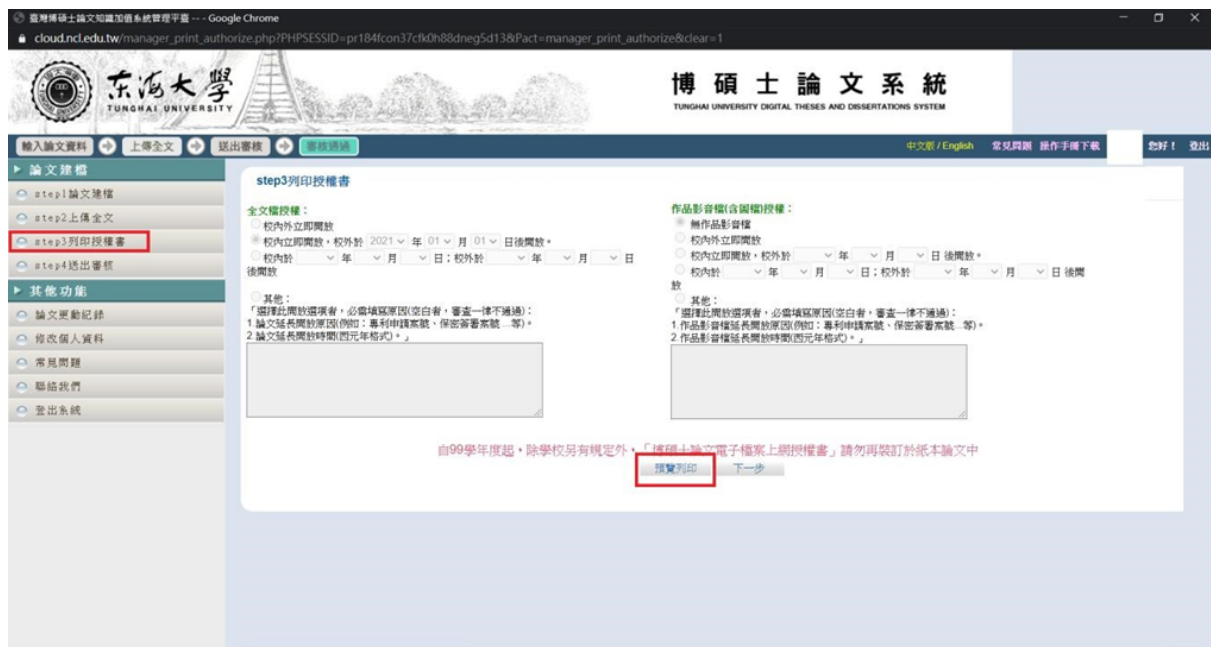 臺灣博碩士論文知識加值系統管理平臺 -- - Google Chrome
cloud.ncl.edu.tw/manager_print_authorize.php?PHPSESSID=pr184fcon37cfk0h88dneg5d13&Pact=manager_print_authorize&clear=1
東海大學
TUNGHAI UNIVERSITY
博碩士論文系統
TUNGHAI UNIVERSITY DIGITAL THESES AND DISSERTATIONS SYSTEM
輸入論文資料 上傳全文 送出審核 審核通過 中文版 / English 常見問題 操作手冊下載 您好！ 登出
論文建檔
step1論文建檔
step2上傳全文
step3列印授權書
step4送出審核
其他功能
論文更動紀錄
修改個人資料
常見問題
聯絡我們
登出系統
step3列印授權書
全文檔授權：
校內外立即開放
校內立即開放，校外於 2021 年 01 月 01 日後開放。
校內於 年 月 日；校外於 年 月 日
後開放
其他：
「選擇此開放選項者，必需填寫原因(空白者，審查一律不通過)：
1.論文延長開放原因(例如：專利申請案號、保密簽署案號...等)。
2.論文延長開放時間(西元年格式)。」
作品影音檔(含圖檔)授權：
無作品影音檔
校內外立即開放
校內立即開放，校外於 年 月 日 後開放。
校內於 年 月 日；校外於 年 月 日 後開
放
其他：
「選擇此開放選項者，必需填寫原因(空白者，審查一律不通過)：
1.作品影音檔延長開放原因(例如：專利申請案號、保密簽署案號...等)。
2.作品影音檔延長開放時間(西元年格式)。」
自99學年度起，除學校另有規定外，「博碩士論文電子檔案上網授權書」請勿再裝訂於紙本論文中
預覽列印 下一步